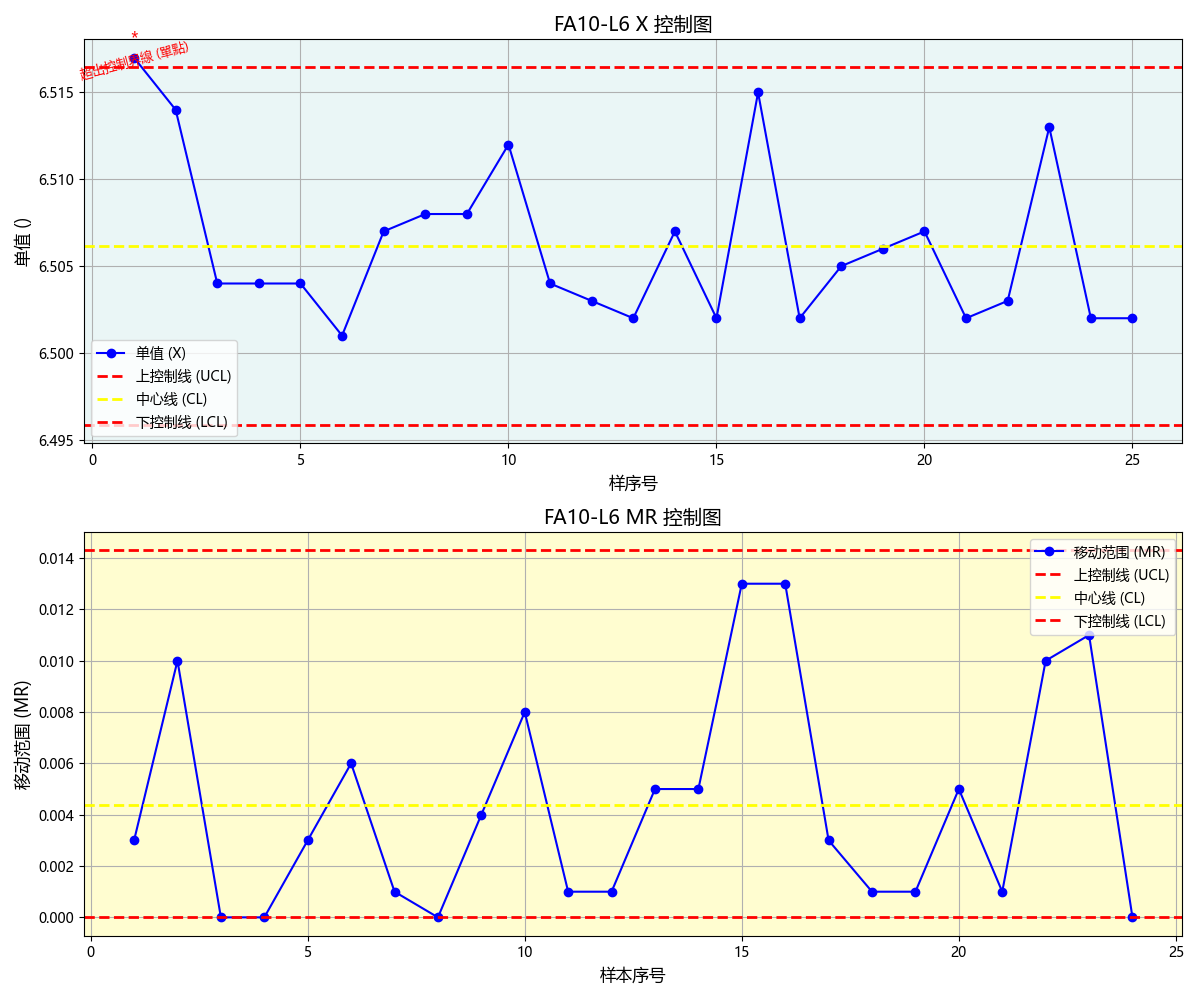 FA10-L6 X 控制图
*
超出控制界線 (單點)
6.515
6.510
6.505
6.500
6.495
单值 ()
单值 (X)
上控制线 (UCL)
中心线 (CL)
下控制线 (LCL)
0 5 10 15 20 25
样序号
FA10-L6 MR 控制图
0.014
0.012
0.010
0.008
0.006
0.004
0.002
0.000
移动范围 (MR)
移动范围 (MR)
上控制线 (UCL)
中心线 (CL)
下控制线 (LCL)
0 5 10 15 20 25
样本序号